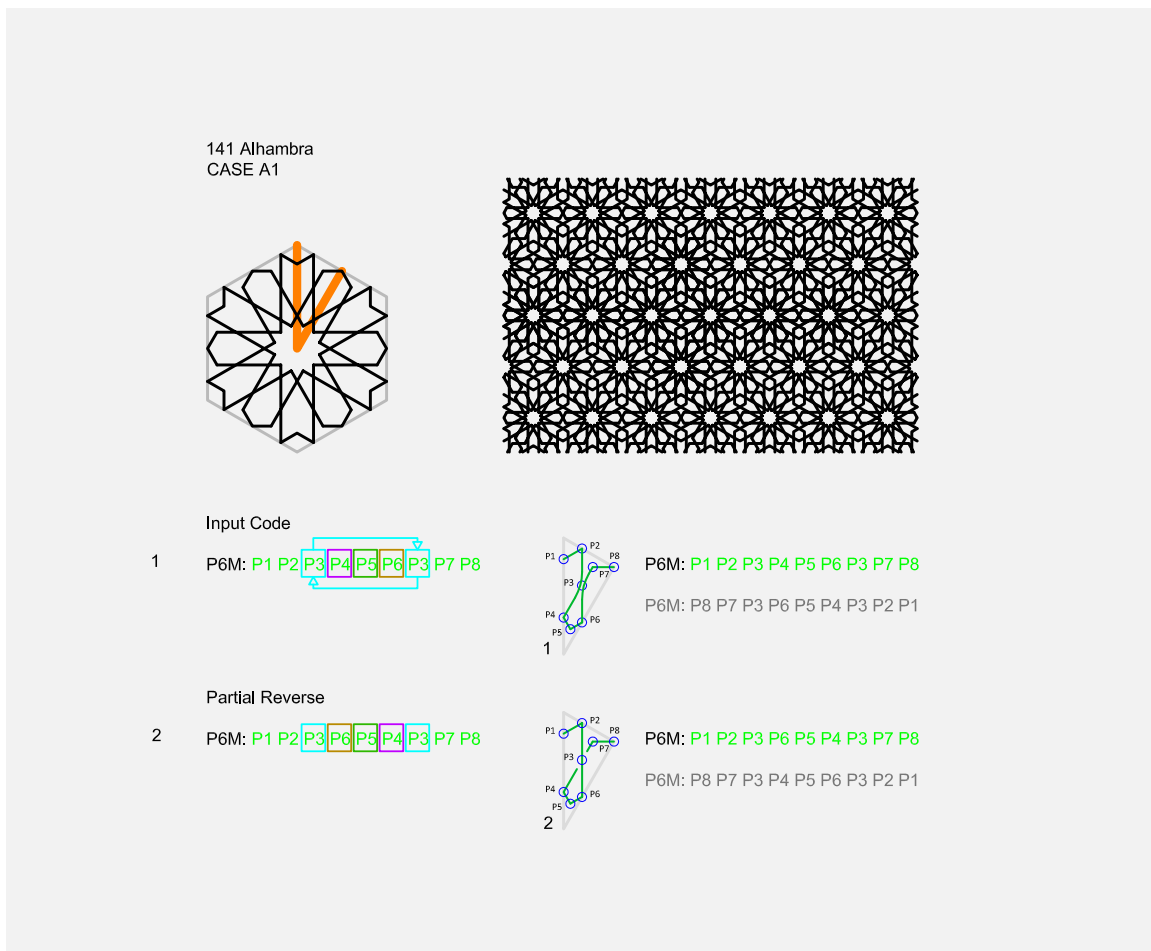 141 Alhambra
CASE A1
Input Code
1
P6M: P1 P2 P3 P4 P5 P6 P3 P7 P8
P1
P2
P8
P7
P3
P4
P5
P6
1
P6M: P1 P2 P3 P4 P5 P6 P3 P7 P8
P6M: P8 P7 P3 P6 P5 P4 P3 P2 P1
Partial Reverse
2
P6M: P1 P2 P3 P6 P5 P4 P3 P7 P8
P1
P2
P8
P7
P3
P4
P5
P6
2
P6M: P1 P2 P3 P6 P5 P4 P3 P7 P8
P6M: P8 P7 P3 P4 P5 P6 P3 P2 P1